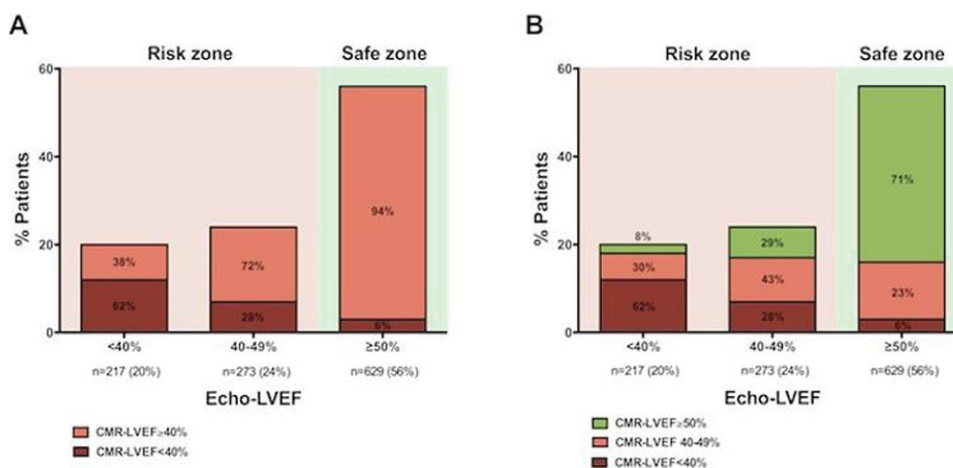 A
Risk zone
Safe zone
% Patients
60
40
20
0
38%
62%
72%
28%
94%
6%
<40%
40-49%
≥50%
n=217 (20%)
n=273 (24%)
n=629 (56%)
Echo-LVEF
CMR-LVEF≥40%
CMR-LVEF<40%
B
Risk zone
Safe zone
% Patients
60
40
20
0
8%
30%
62%
29%
43%
28%
71%
23%
6%
<40%
40-49%
≥50%
n=217 (20%)
n=273 (24%)
n=629 (56%)
Echo-LVEF
CMR-LVEF≥50%
CMR-LVEF 40-49%
CMR-LVEF<40%